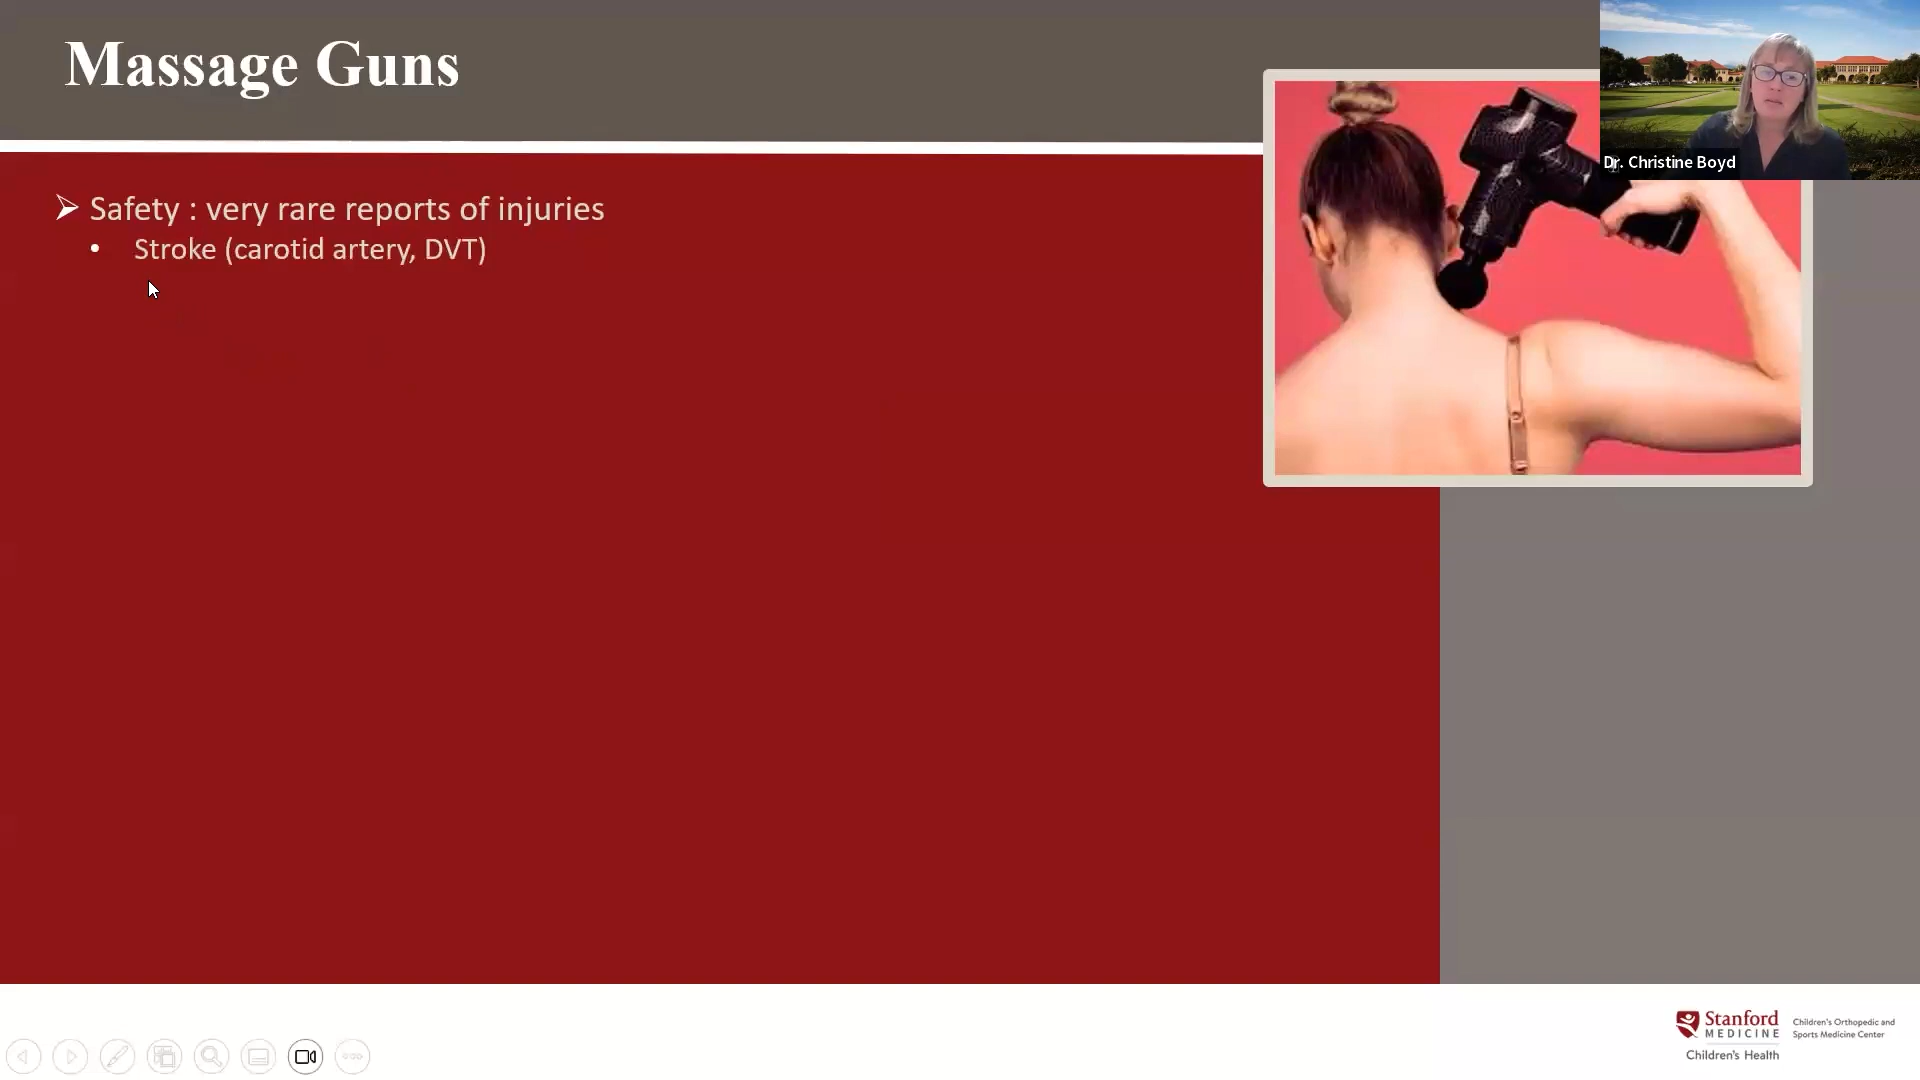 Massage Guns
Dr. Christine Boyd
➢ Safety : very rare reports of injuries
• Stroke (carotid artery, DVT)
Stanford
MEDICINE
Children's Health
Children's Orthopedic and
Sports Medicine Center